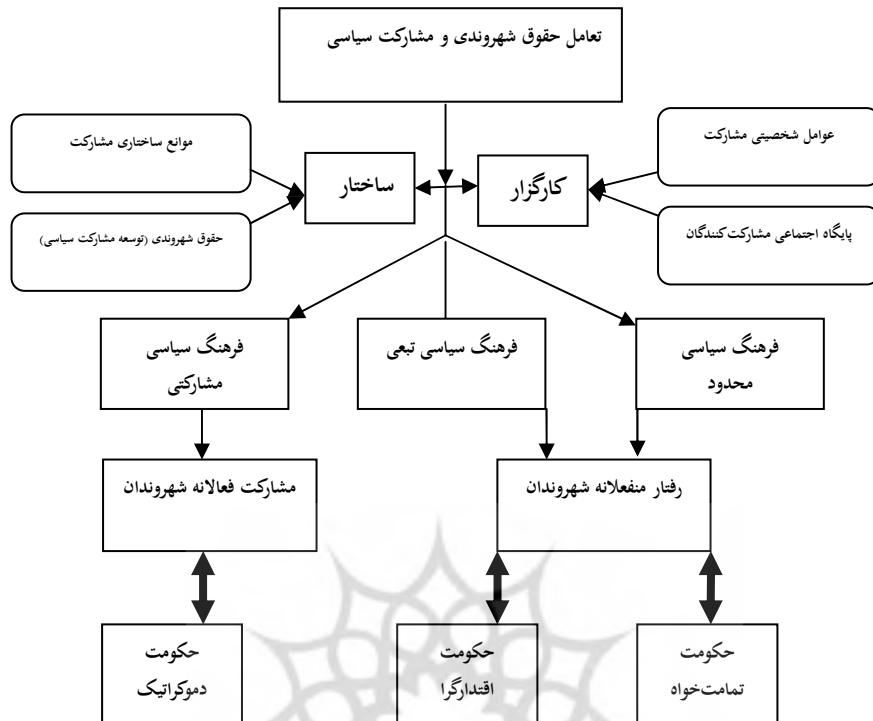 تعامل حقوق شهروندی و مشارکت سیاسی
عوامل شخصیتی مشارکت
موانع ساختاری مشارکت
کارگزار
ساختار
پایگاه اجتماعی مشارکت‌کنندگان
حقوق شهروندی (توسعه مشارکت سیاسی)
فرهنگ سیاسی
محدود
فرهنگ سیاسی تبعی
فرهنگ سیاسی
مشارکتی
رفتار منفعلانه شهروندان
مشارکت فعالانه شهروندان
حکومت
تمامت‌خواه
حکومت
اقتدارگرا
حکومت
دموکراتیک